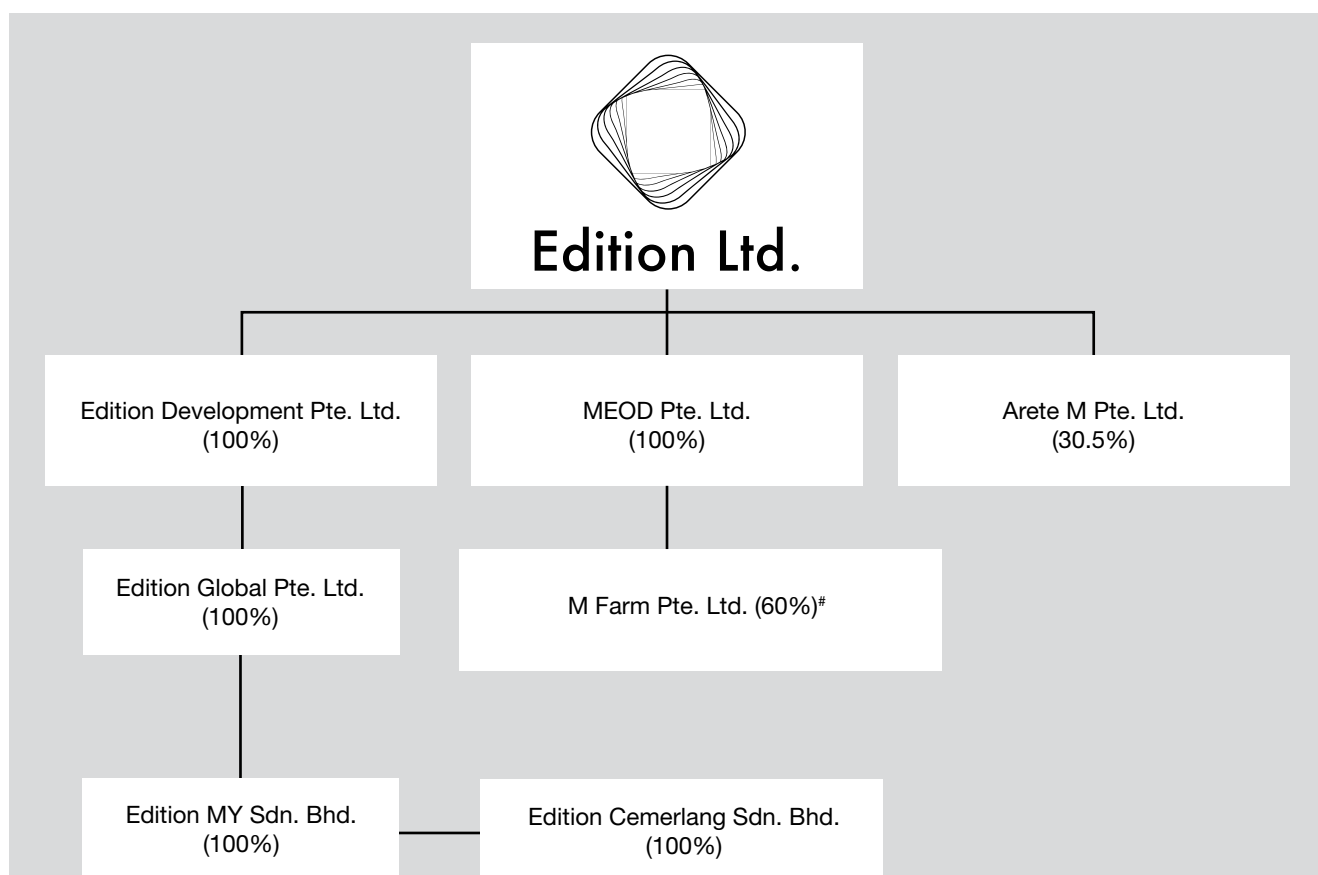 Edition Ltd.
Edition Development Pte. Ltd.
(100%)
MEOD Pte. Ltd.
(100%)
Arete M Pte. Ltd.
(30.5%)
Edition Global Pte. Ltd.
(100%)
M Farm Pte. Ltd. (60%)#
Edition MY Sdn. Bhd.
(100%)
Edition Cemerlang Sdn. Bhd.
(100%)